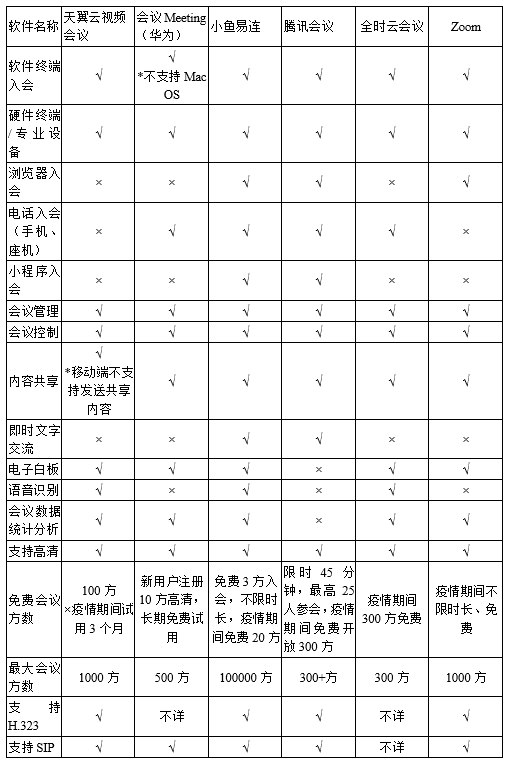 软件名称 天翼云视频会议 会议 Meeting（华为） 小鱼易连 腾讯会议 全时云会议 Zoom
软件终端入会 √ √ *不支持 Mac OS √ √ √ √
硬件终端/专业设备 √ √ √ √ √ √
浏览器入会 × × √ √ × √
电话入会（手机、座机） × √ √ √ √ ×
小程序入会 × × √ √ × ×
会议管理 √ √ √ √ √ √
会议控制 √ √ √ √ √ √
内容共享 √ *移动端不支持发送共享内容 √ √ √ √ √
即时文字交流 × × √ √ × ×
电子白板 √ √ √ × √ √
语音识别 √ × √ × √ ×
会议数据统计分析 √ √ √ × √ √
支持高清 √ √ √ √ √ √
免费会议方数 100 方 ×疫情期间试用 3 个月 新用户注册 10 方高清，长期免费试用 免费 3 方入会，不限时长，疫情期间免费 20 方 限时 45 分钟，最高 25 人参会，疫情期间免费开放 300 方 疫情期间 300 方免费 疫情期间不限时长、免费
最大会议方数 1000 方 500 方 100000 方 300+方 300 方 1000 方
支持 H.323 √ 不详 √ √ 不详 √
支持 SIP √ √ √ √ 不详 √